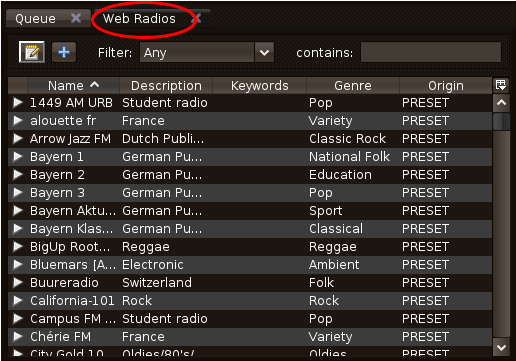 Queue Web Radios
Filter: Any contains:
Name Description Keywords Genre Origin
1449 AM URB Student radio Pop PRESET
alouette fr France Variety PRESET
Arrow Jazz FM Dutch Publi... Classic Rock PRESET
Bayern 1 German Pu... National Folk PRESET
Bayern 2 German Pu... Education PRESET
Bayern 3 German Pu... Pop PRESET
Bayern Aktu... German Pu... Sport PRESET
Bayern Klas... German Pu... Classical PRESET
BigUp Root... Reggae Reggae PRESET
Bluemars [A... Electronic Ambient PRESET
Buureradio Switzerland Folk PRESET
California-101 Rock Rock PRESET
Campus FM ... Student radio Pop PRESET
Chérie FM France Variety PRESET
City Gold 10... Oldies/80's/... Oldies PRESET